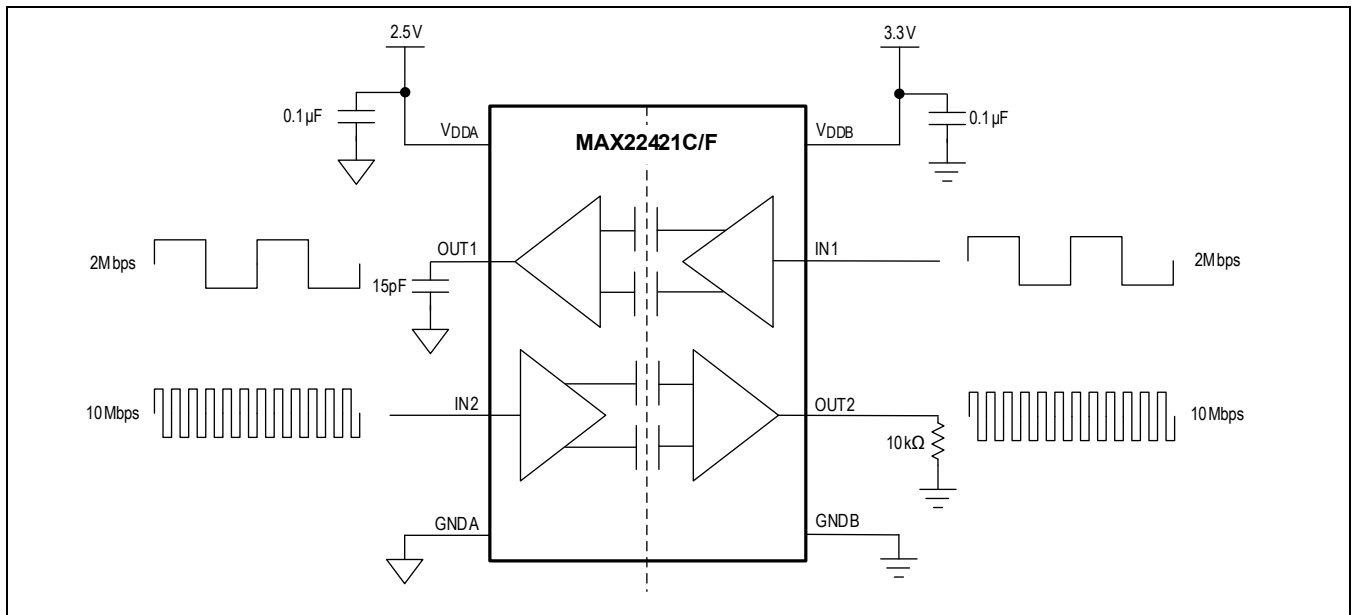 2.5V
3.3V
0.1µF
0.1µF
VDDA
VDDB
MAX22421C/F
2Mbps
OUT1
IN1
2Mbps
15pF
10Mbps
IN2
OUT2
10Mbps
10kΩ
GNDA
GNDB